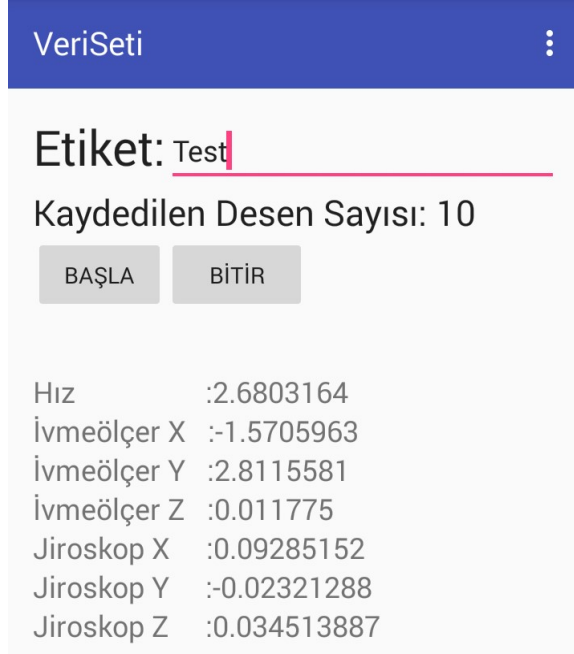 VeriSeti
Etiket: Test
Kaydedilen Desen Sayısı: 10
BAŞLA BİTİR
Hız :2.6803164
İvmeölçer X :-1.5705963
İvmeölçer Y :2.8115581
İvmeölçer Z :0.011775
Jiroskop X :0.09285152
Jiroskop Y :-0.02321288
Jiroskop Z :0.034513887